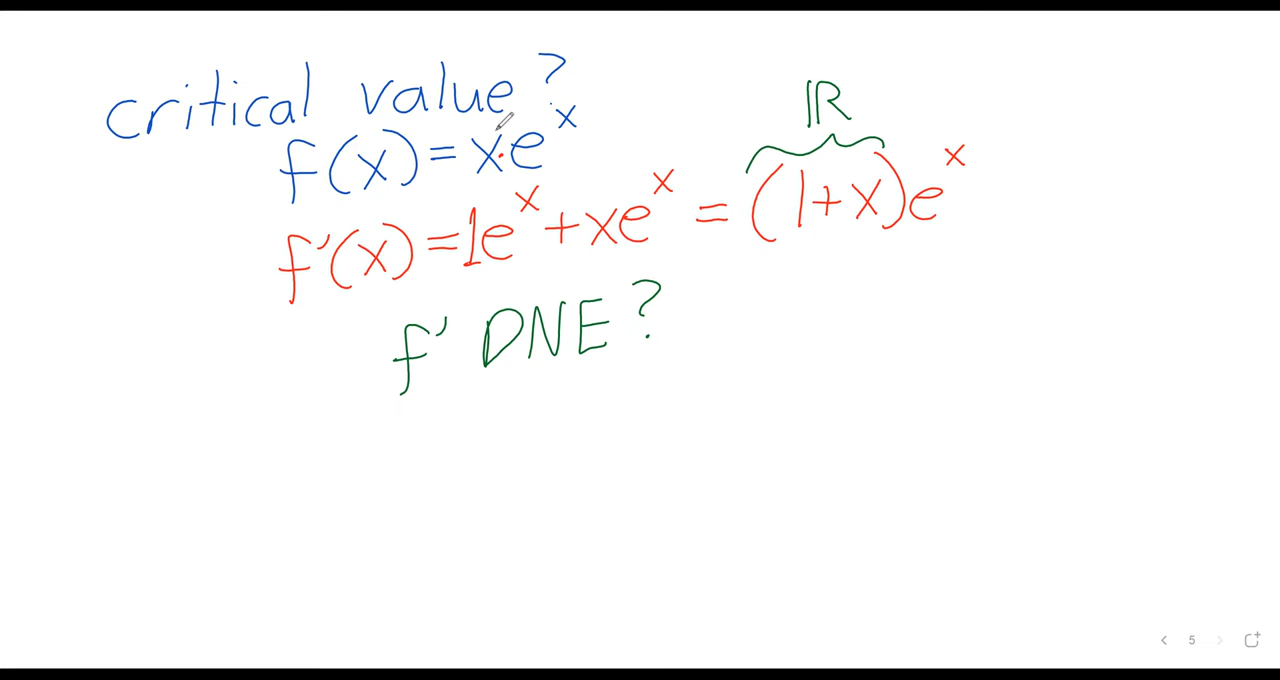 critical value?
f(x) = x·e^x
ℝ
f'(x) = 1e^x + xe^x = (1+x)e^x
f' DNE?
5